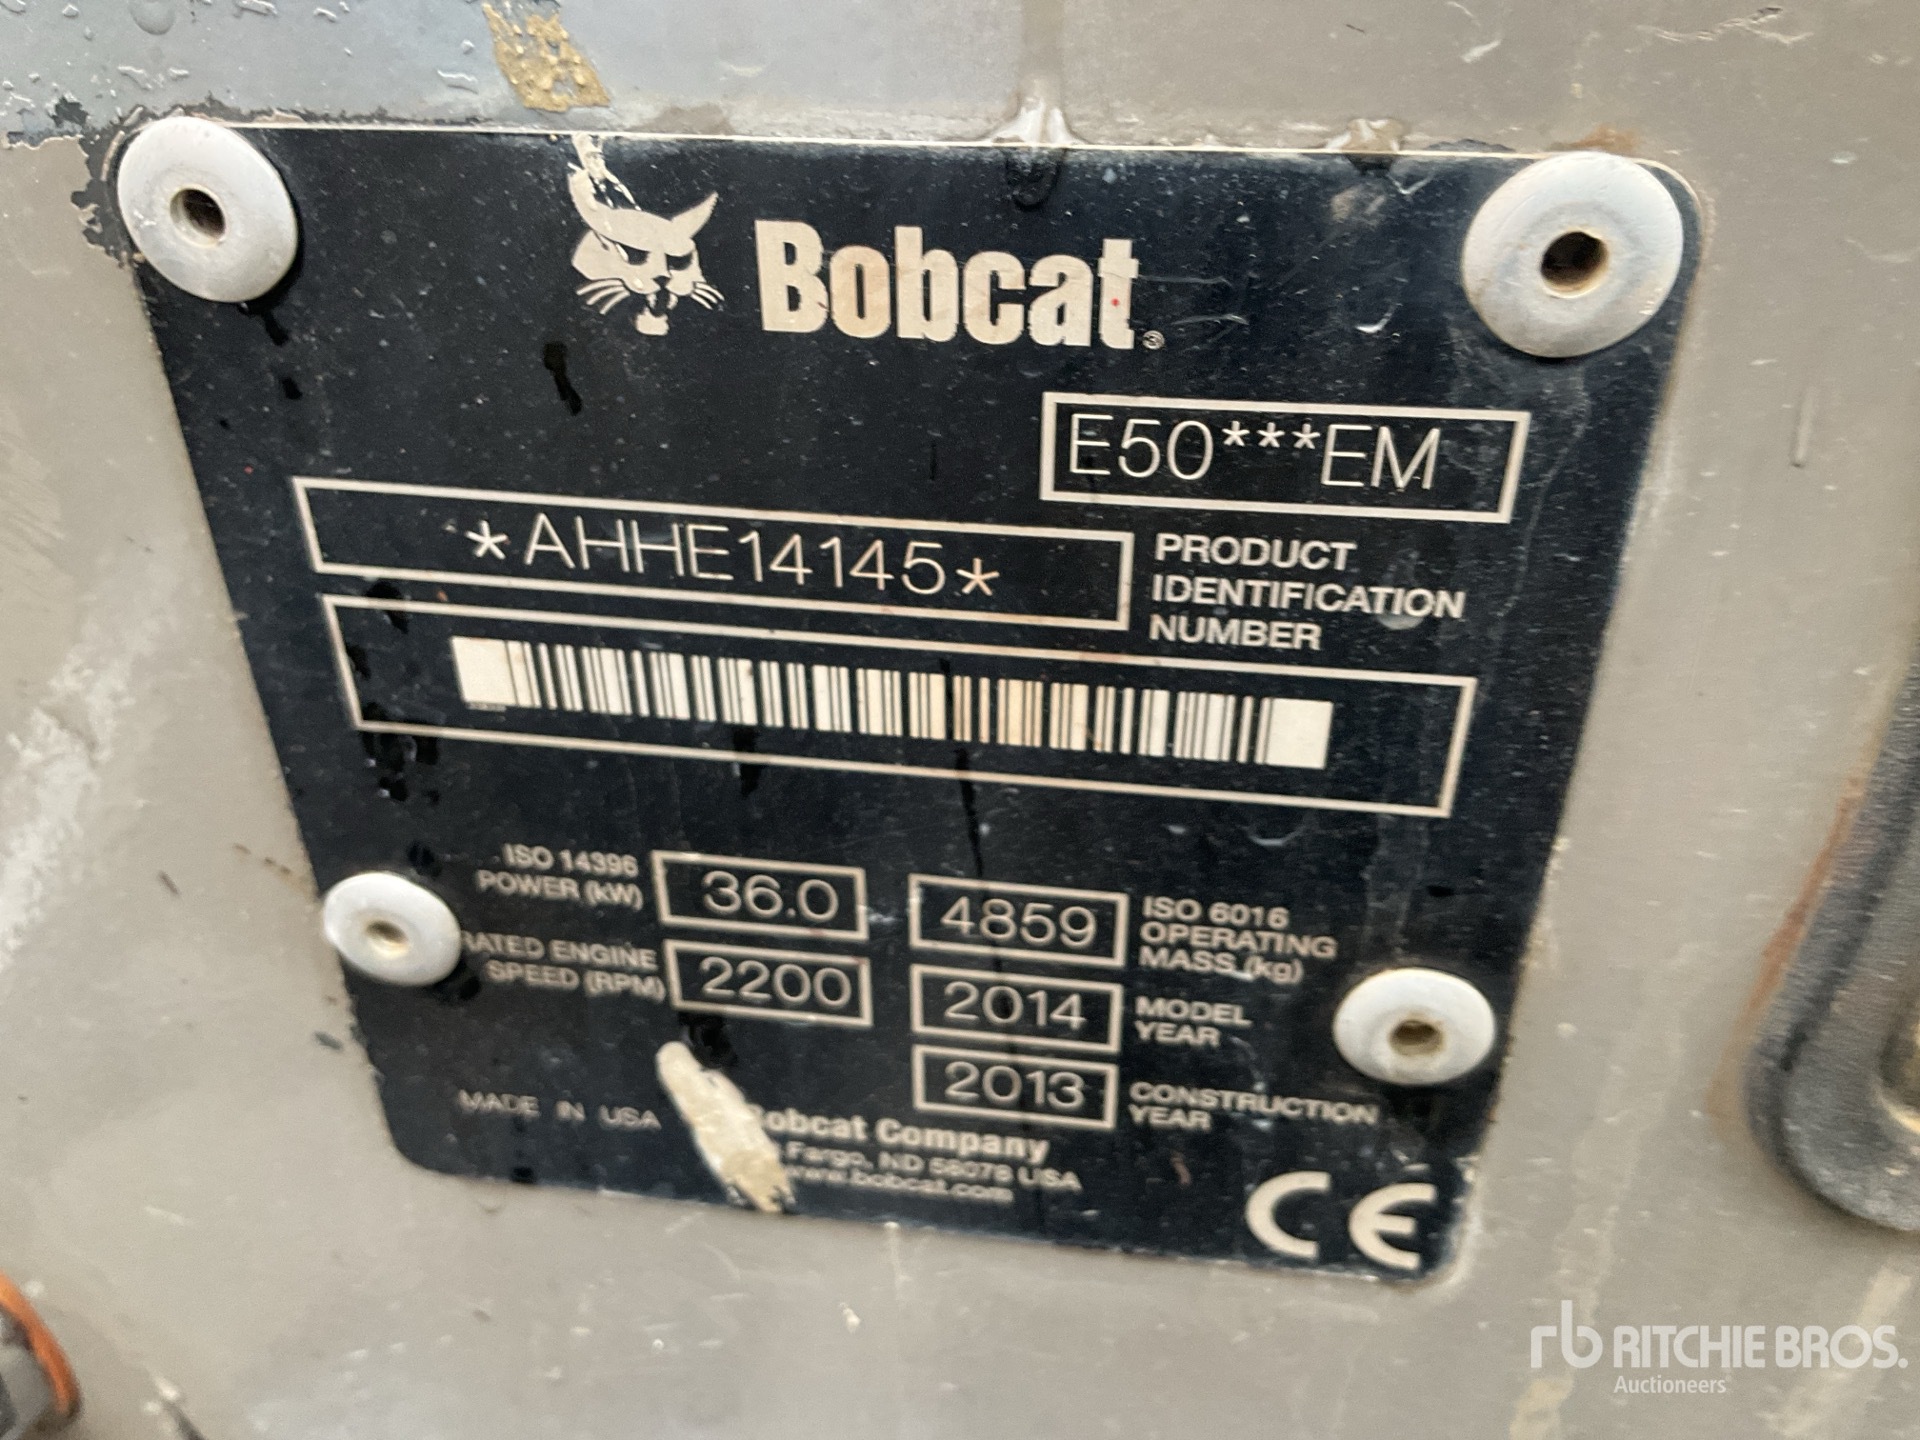 Bobcat®
E50***EM
*AHHE14145*
PRODUCT
IDENTIFICATION
NUMBER
ISO 14396
POWER (kW)
36.0
4859
ISO 6016
OPERATING
MASS (kg)
RATED ENGINE
SPEED (RPM)
2200
2014
MODEL
YEAR
2013
CONSTRUCTION
YEAR
MADE IN USA
Bobcat Company
Fargo, ND 58078 USA
www.bobcat.com
CE
rb RITCHIE BROS.
Auctioneers